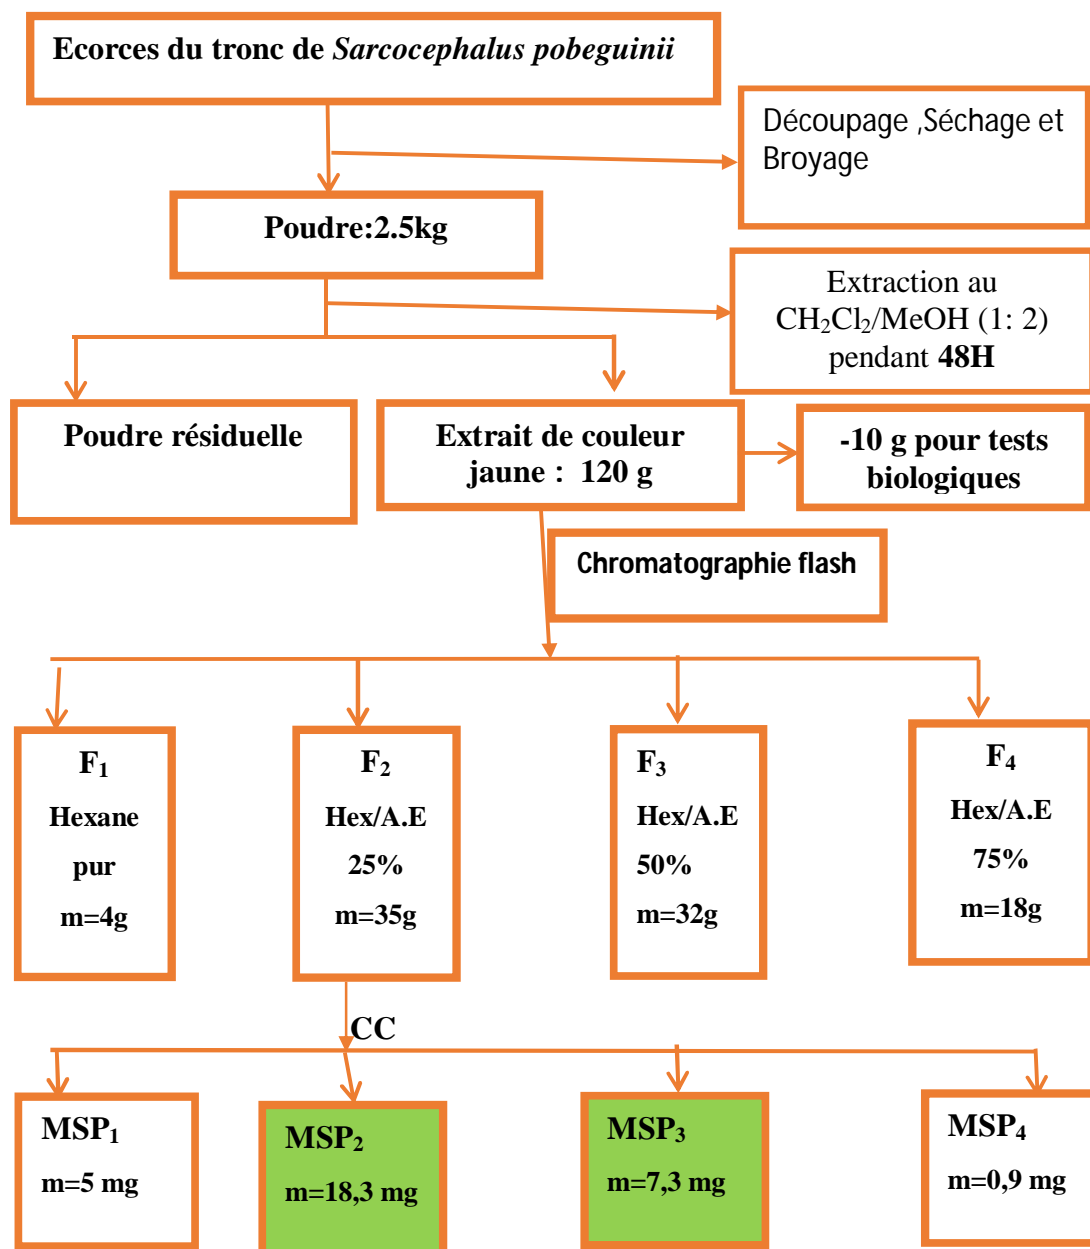 Ecorces du tronc de Sarcocephalus pobeguinii
Découpage ,Séchage et
Broyage
Poudre:2.5kg
Extraction au
CH₂Cl₂/MeOH (1: 2)
pendant 48H
Poudre résiduelle
Extrait de couleur
jaune : 120 g
-10 g pour tests
biologiques
Chromatographie flash
F₁
Hexane
pur
m=4g
F₂
Hex/A.E
25%
m=35g
F₃
Hex/A.E
50%
m=32g
F₄
Hex/A.E
75%
m=18g
CC
MSP₁
m=5 mg
MSP₂
m=18,3 mg
MSP₃
m=7,3 mg
MSP₄
m=0,9 mg